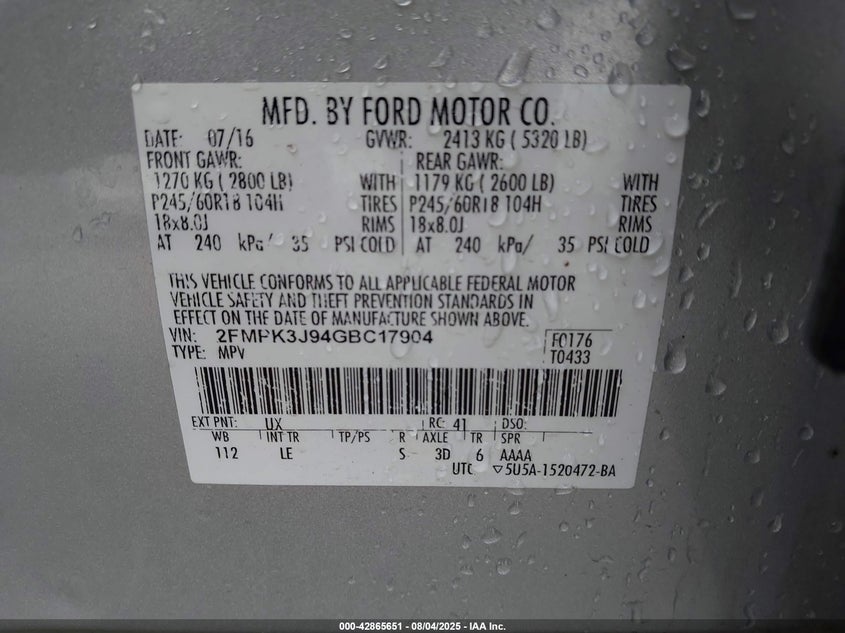 MFD. BY FORD MOTOR CO.
DATE: 07/16 GVWR: 2413 KG ( 5320 LB)
FRONT GAWR: REAR GAWR:
1270 KG ( 2800 LB) WITH 1179 KG ( 2600 LB) WITH
P245/60R18 104H TIRES P245/60R18 104H TIRES
18x8.0J RIMS 18x8.0J RIMS
AT 240 kPa/ 35 PSI COLD AT 240 kPa/ 35 PSI COLD
THIS VEHICLE CONFORMS TO ALL APPLICABLE FEDERAL MOTOR
VEHICLE SAFETY AND THEFT PREVENTION STANDARDS IN
EFFECT ON THE DATE OF MANUFACTURE SHOWN ABOVE.
VIN: 2FMPK3J94GBC17904 F0176
TYPE: MPV T0433
EXT PNT: UX RC: 41 DSO:
WB INT TR TP/PS R AXLE TR SPR
112 LE S 3D 6 AAAA
UTC ▽5U5A-1520472-BA
000-42865651 - 08/04/2025 - IAA Inc.